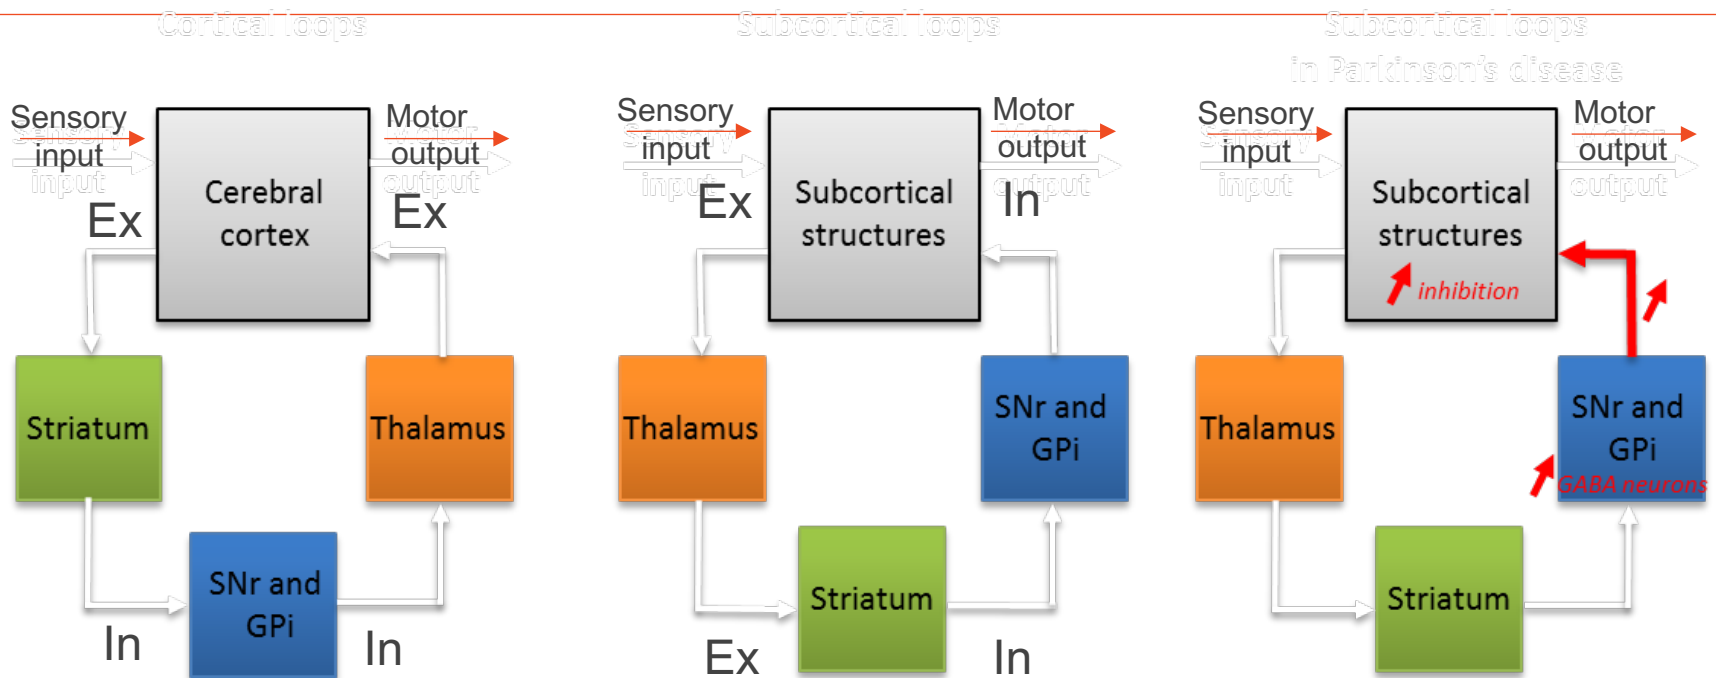 Cortical loops
Sensory
input
Motor
output
Ex
Ex
Cerebral
cortex
Striatum
Thalamus
SNr and
GPi
In
In
Subcortical loops
Sensory
input
Motor
output
Ex
In
Subcortical
structures
Thalamus
SNr and
GPi
Striatum
Ex
In
Subcortical loops
in Parkinson's disease
Sensory
input
Motor
output
Subcortical
structures
inhibition
Thalamus
SNr and
GPi
GABA neurons
Striatum